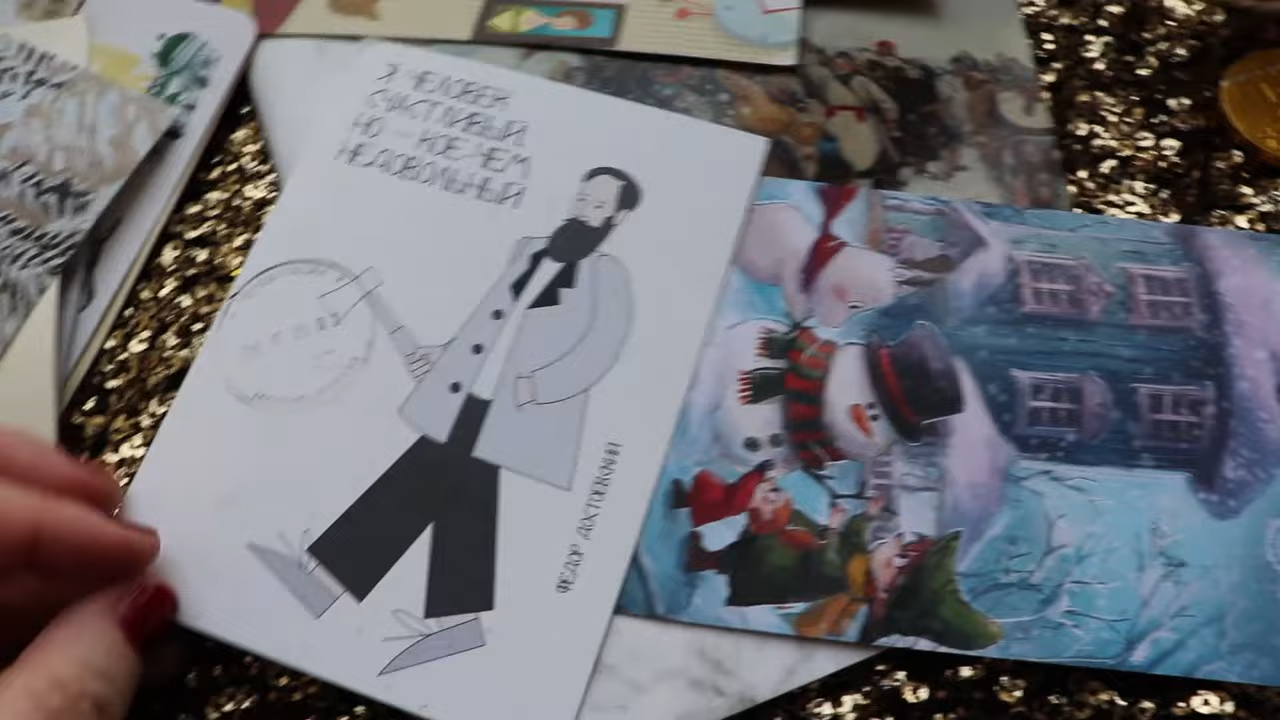 Я ЧЕЛОВЕК
СЧАСТЛИВЫЙ,
НО — КОЕ-ЧЕМ
НЕДОВОЛЬНЫЙ
ФЕДОР ДОСТОЕВСКИЙ